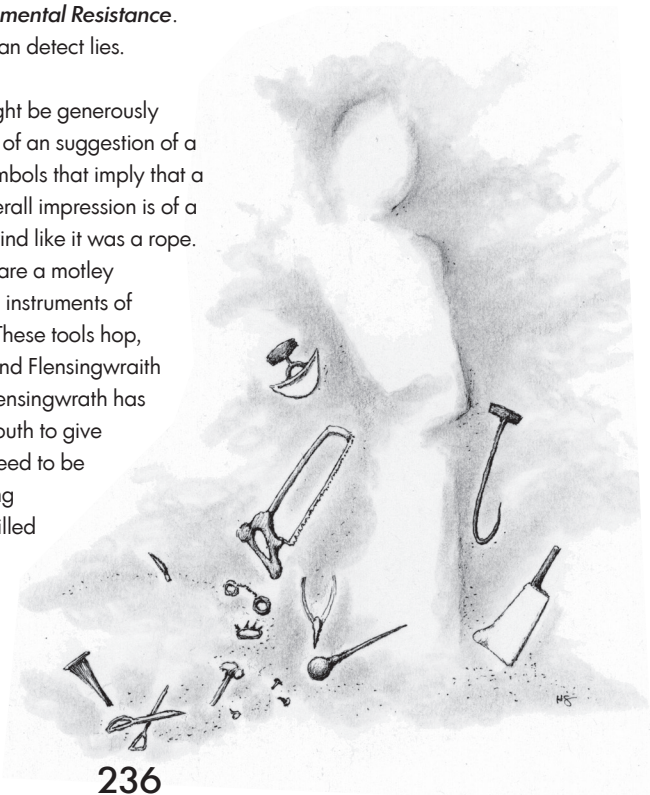 mental Resistance.
an detect lies.
ght be generously
of an suggestion of a
mbols that imply that a
erall impression is of a
ind like it was a rope.
are a motley
instruments of
These tools hop,
nd Flensingwraith
ensingwrath has
outh to give
eed to be
ng
illed
HS
236